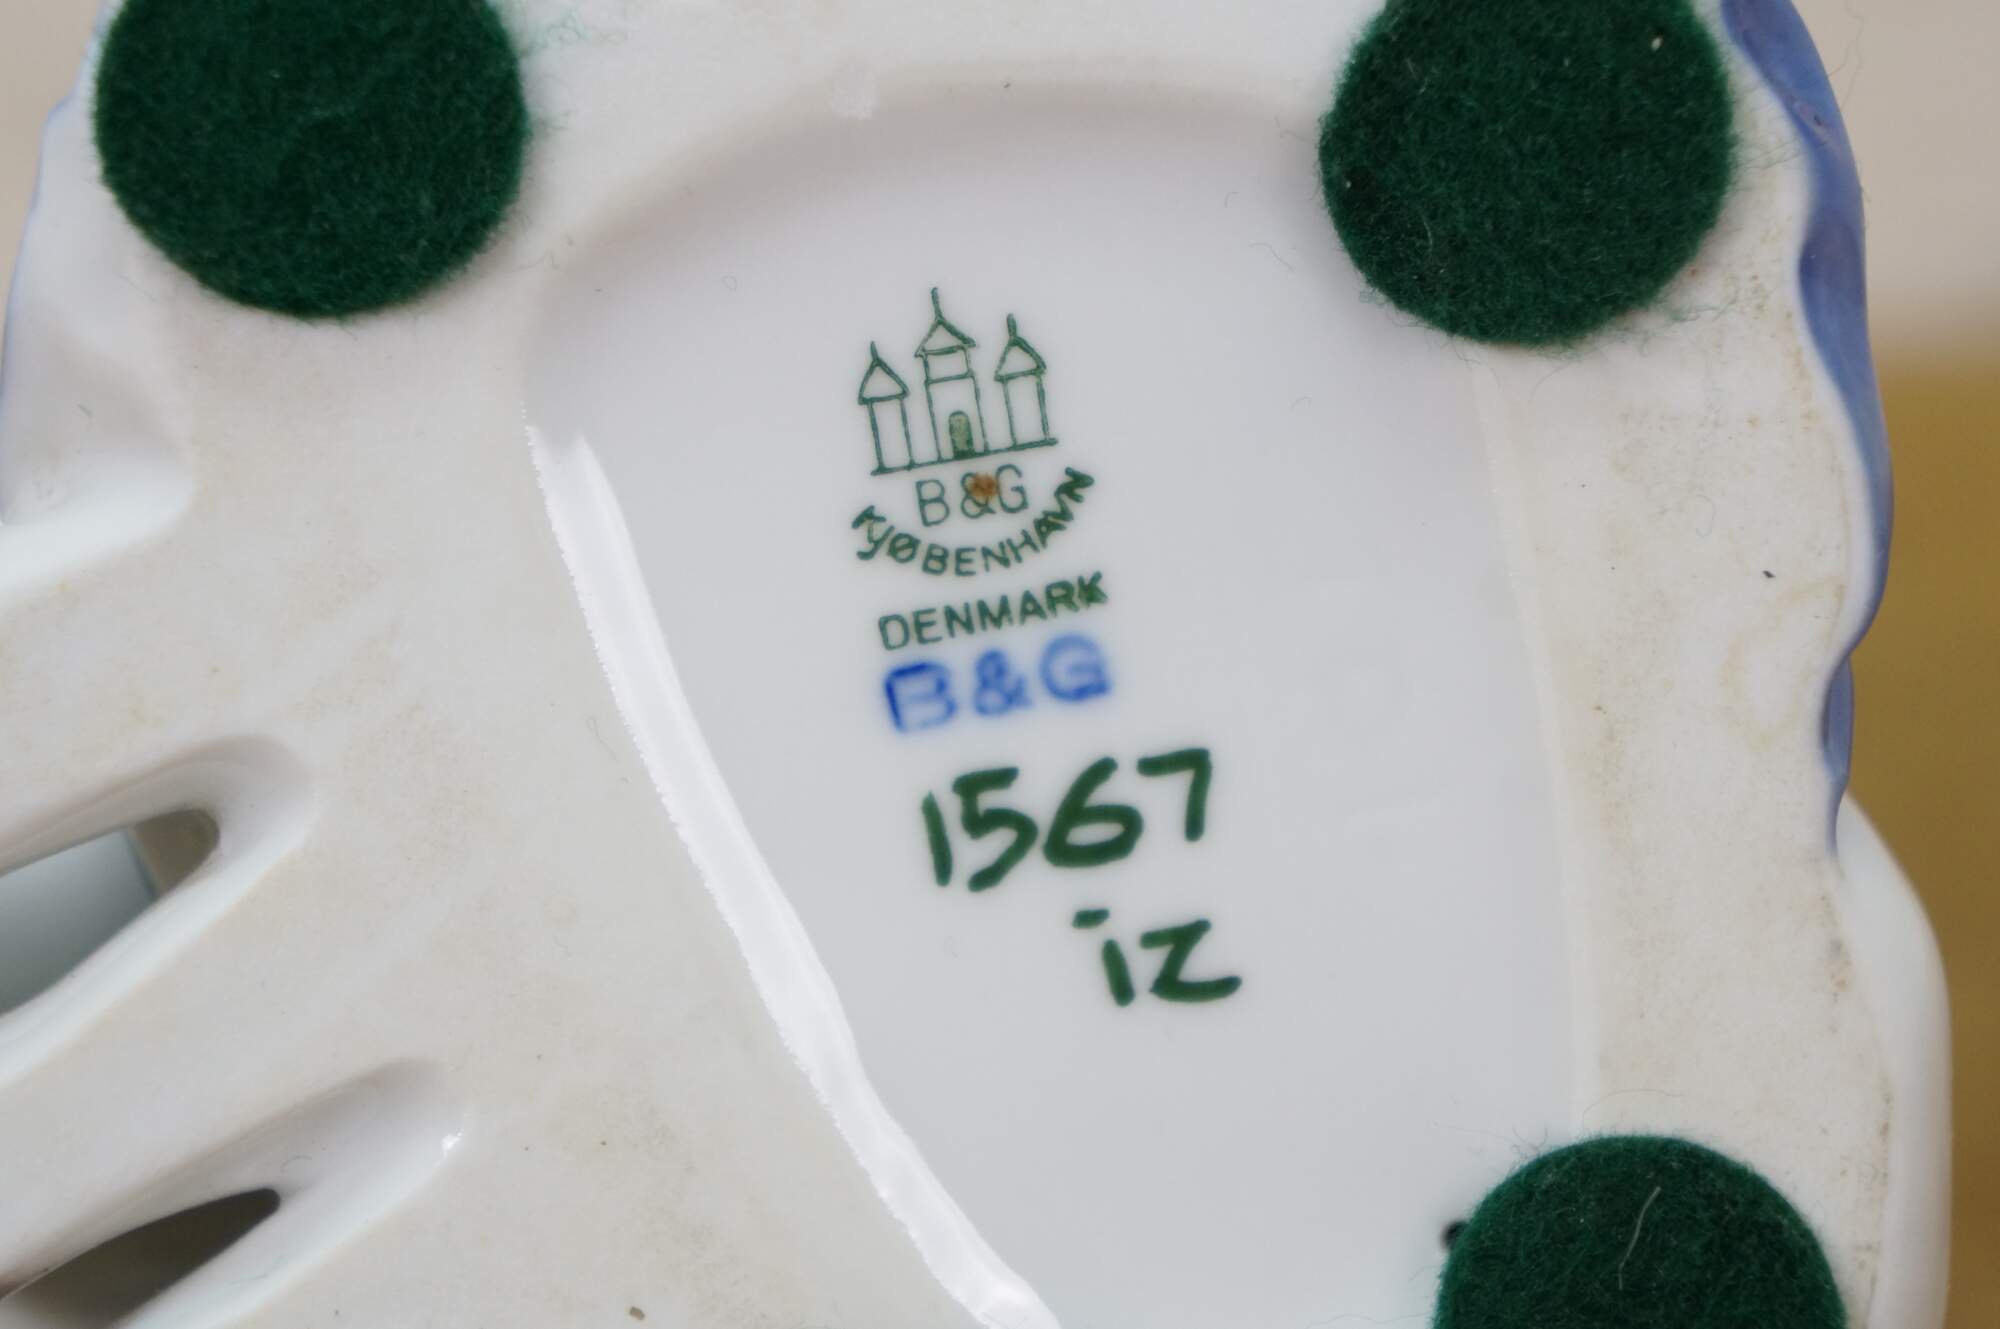 B&G
KJØBENHAVN
DENMARK
B&G
1567
iz